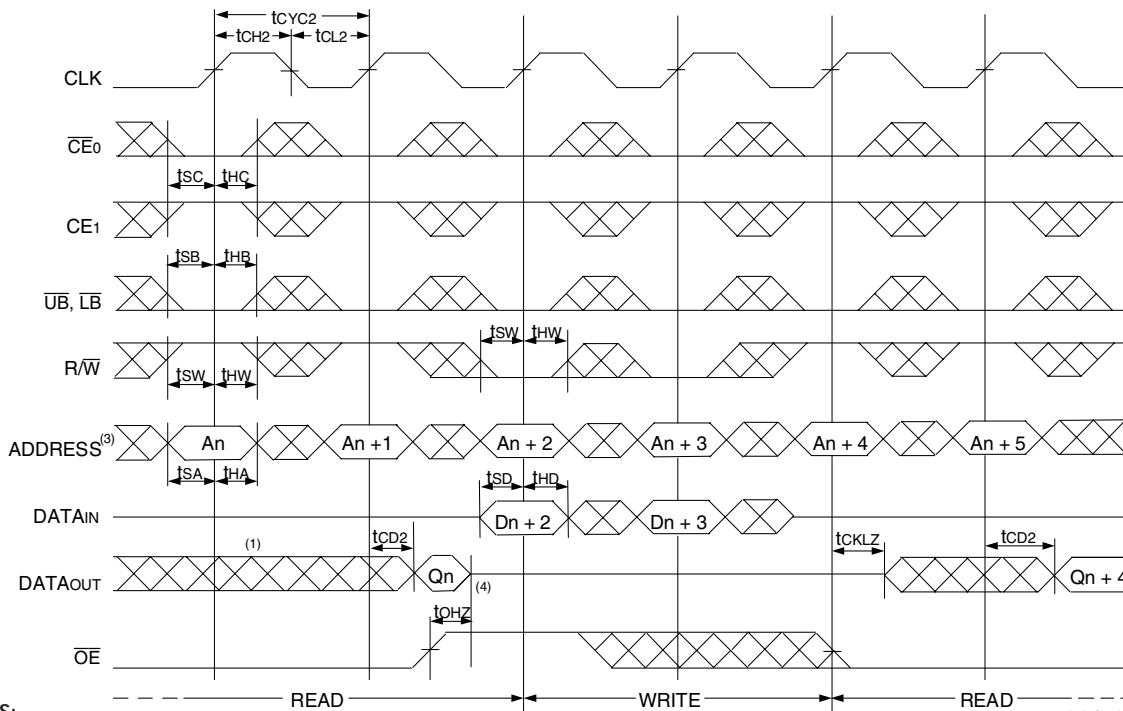 tCYC2
tCH2 tCL2
CLK
CE0
tSC tHC
CE1
tSB tHB
UB, LB
tSW tHW
R/W
tSW tHW
ADDRESS(3) An An + 1 An + 2 An + 3 An + 4 An + 5
tSA tHA tSD tHD
DATAIN Dn + 2 Dn + 3
(1) tCD2 tCKLZ tCD2
DATAOUT Qn (4) Qn + 4
tOHZ
OE
READ WRITE READ